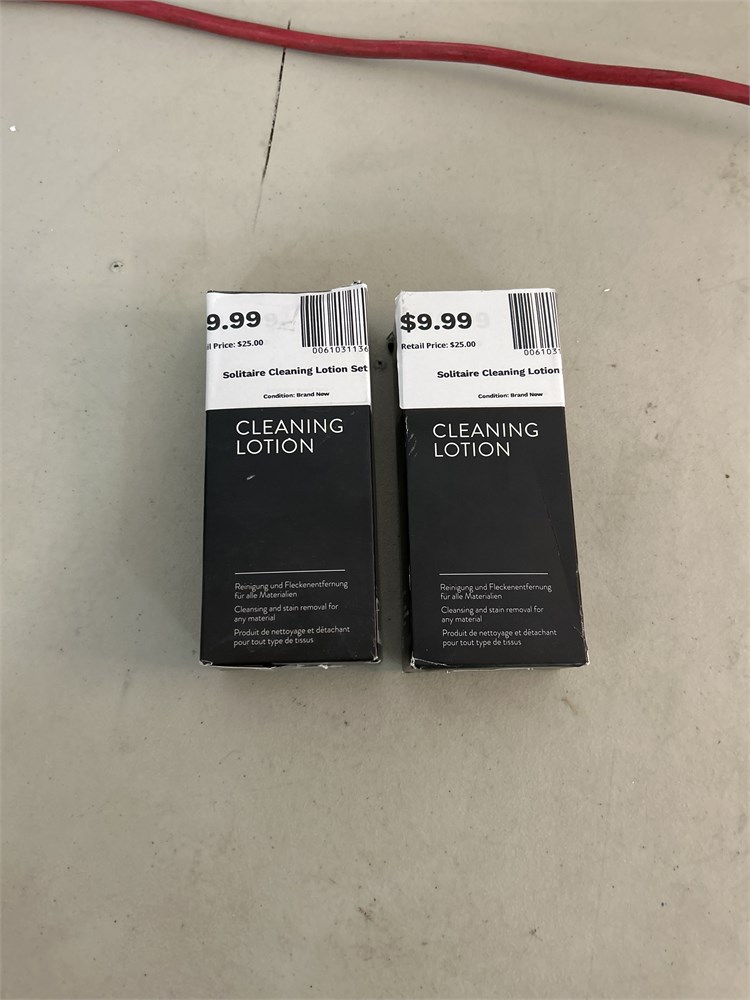 9.99
il Price: $25.00
0061031136
Solitaire Cleaning Lotion Set
Condition: Brand New
CLEANING
LOTION
Reinigung und Fleckenentfernung
für alle Materialien
Cleansing and stain removal for
any material
Produit de nettoyage et détachant
pour tout type de tissus
$9.99
Retail Price: $25.00
0061031
Solitaire Cleaning Lotion
Condition: Brand New
CLEANING
LOTION
Reinigung und Fleckenentfernung
für alle Materialien
Cleansing and stain removal for
any material
Produit de nettoyage et détachant
pour tout type de tissus